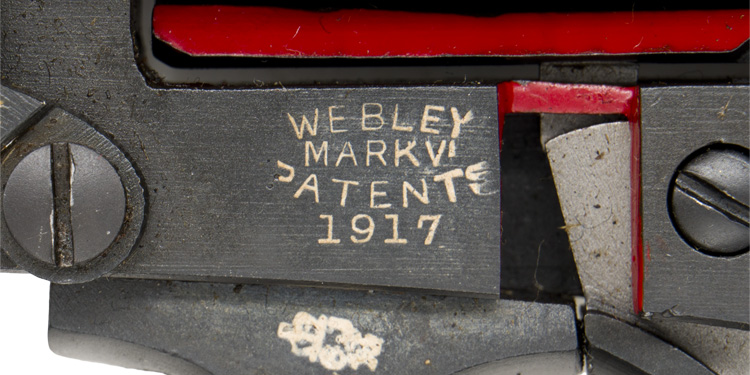 WEBLEY
MARK VI
PATENTS
1917